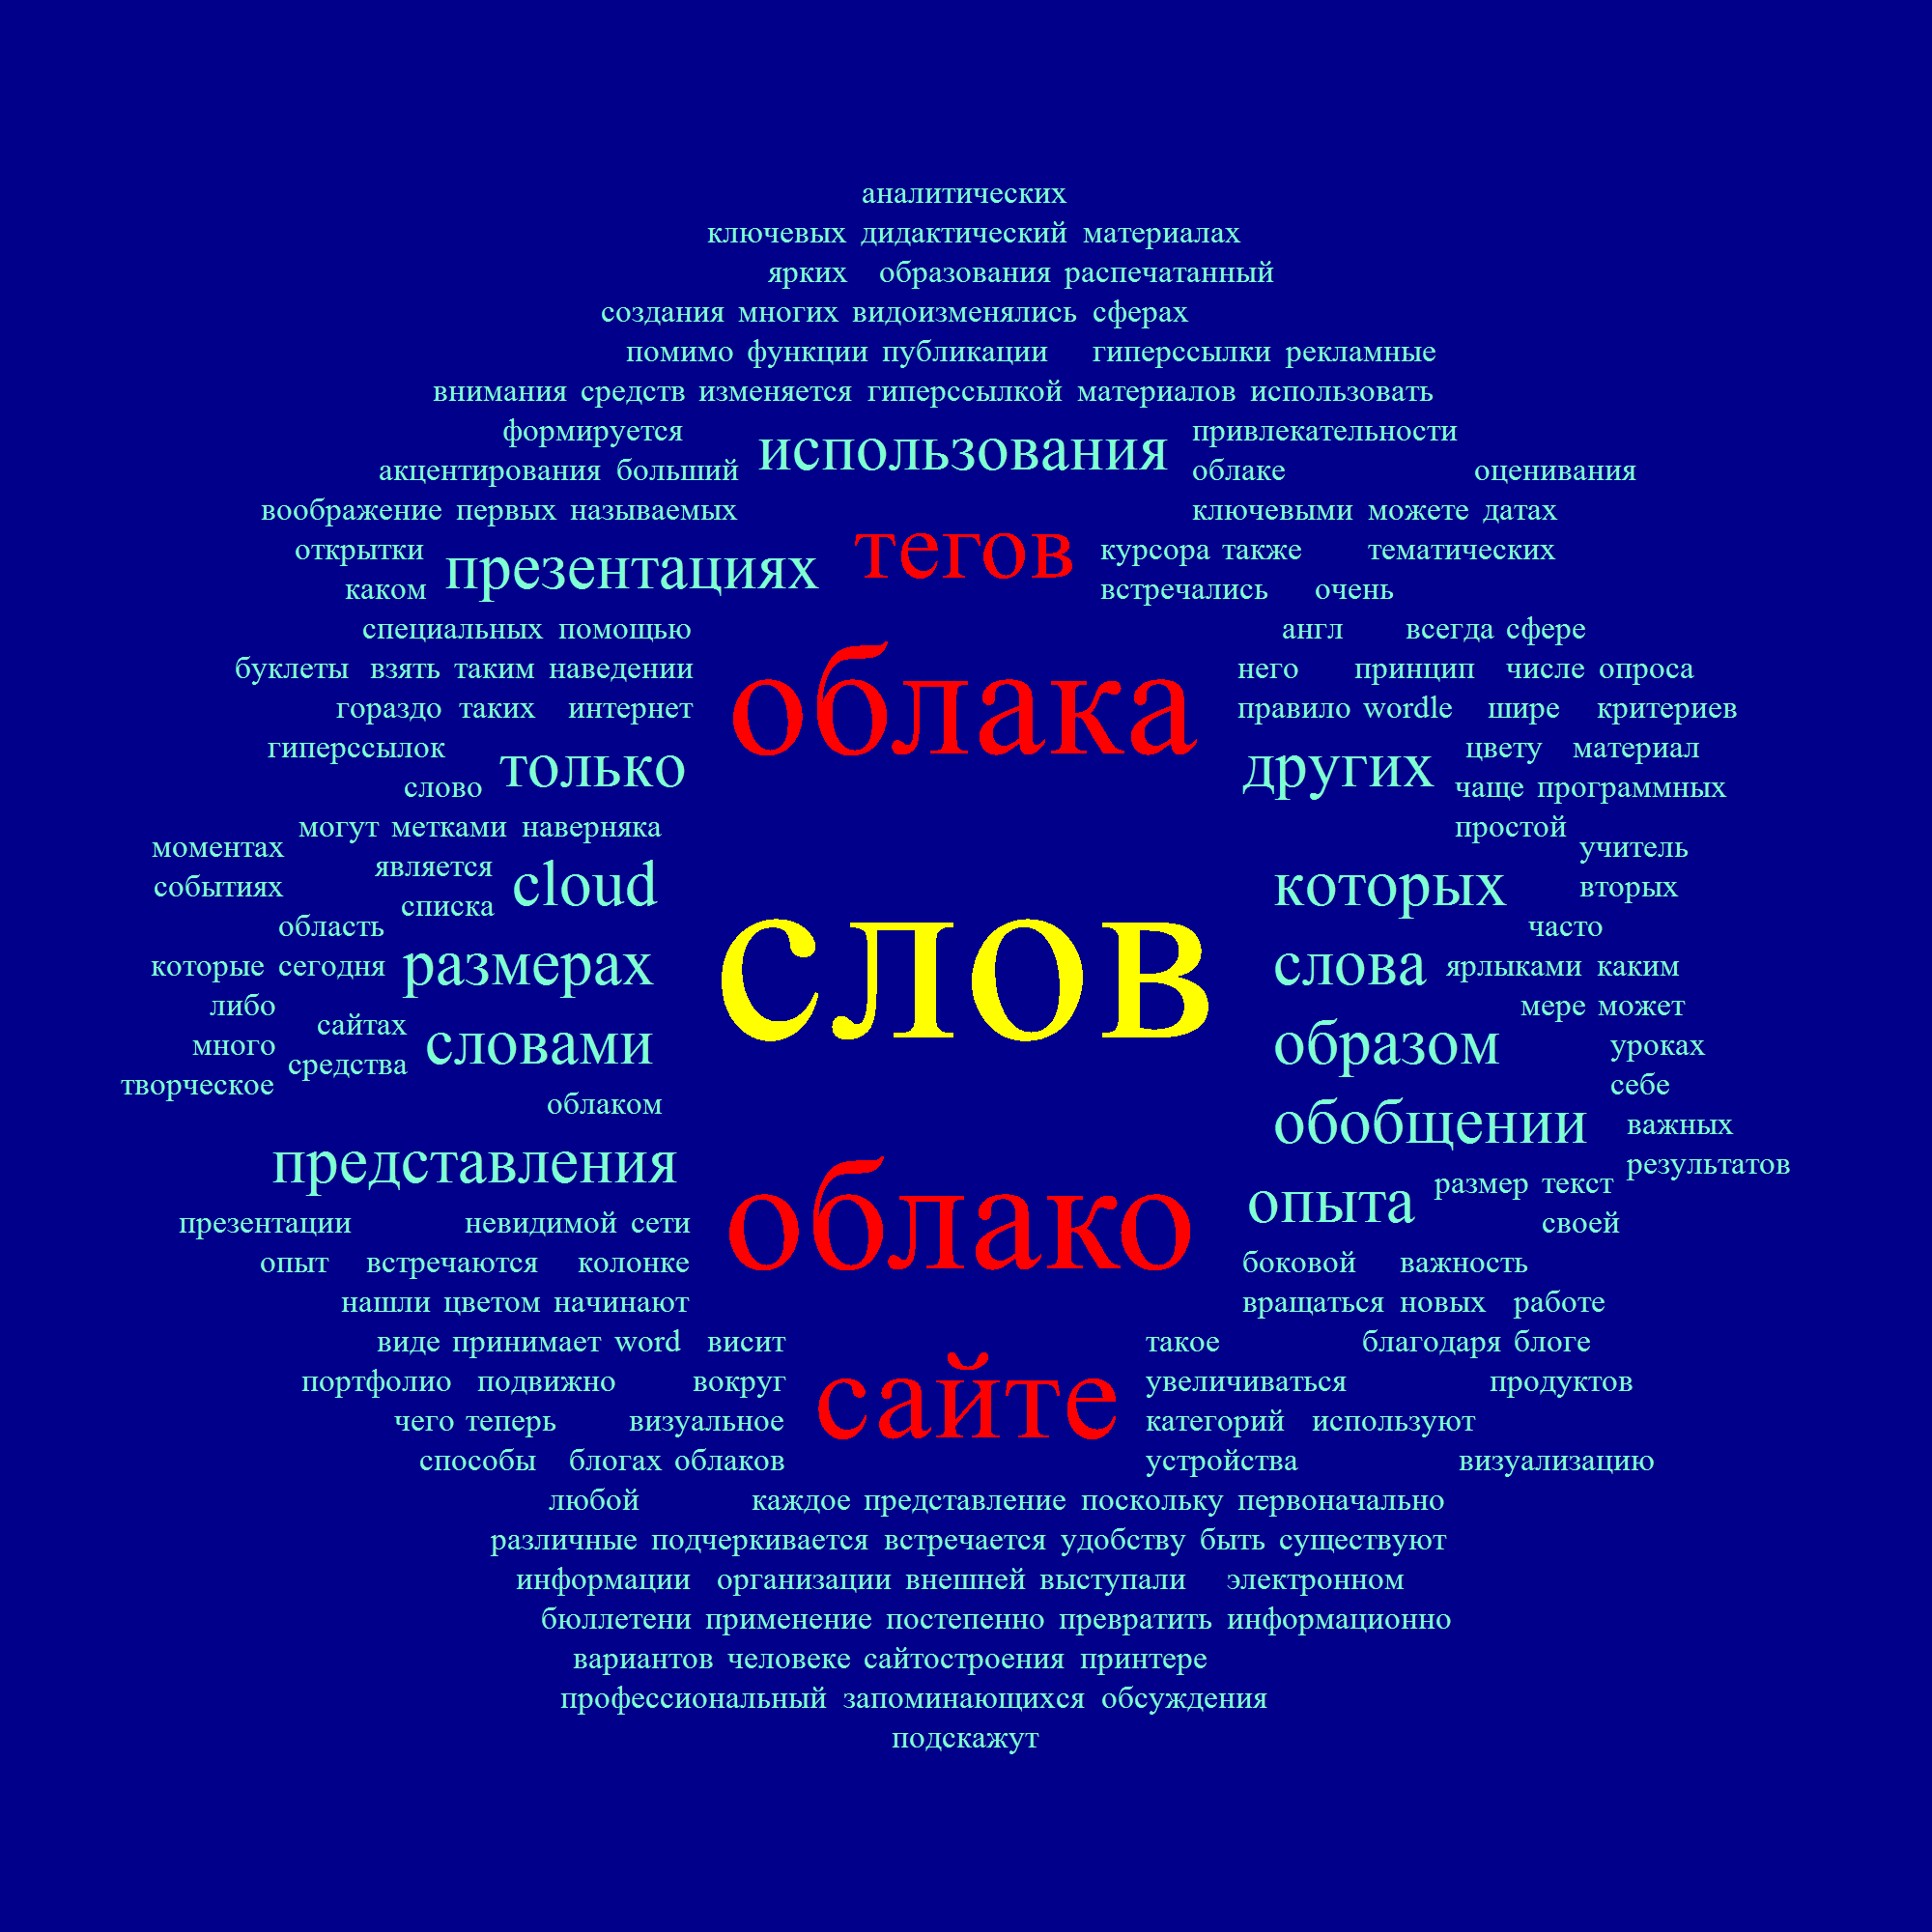 аналитических
ключевых дидактический материалах
ярких образования распечатанный
создания многих видоизменялись сферах
помимо функции публикации гиперссылки рекламные
внимания средств изменяется гиперссылкой материалов использовать
формируется использования привлекательности
акцентирования больший облаке оценивания
воображение первых называемых ключевыми можете датах
открытки презентациях тегов курсора также тематических
каком встречались очень
специальных помощью англ всегда сфере
буклеты взять таким наведении него принцип числе опроса
гораздо таких интернет облака правило wordle шире критериев
гиперссылок только других цвету материал
слово чаще программных
могут метками наверняка простой
моментах учитель
является cloud которых
событиях вторых
списка
область часто
которые сегодня размерах слов слова ярлыками каким
либо мере может
сайтах
много словами образом уроках
средства
творческое себе
облаком
обобщении важных
представления результатов
опыта размер текст
презентации невидимой сети облако своей
опыт встречаются колонке боковой важность
нашли цветом начинают вращаться новых работе
виде принимает word висит такое благодаря блоге
портфолио подвижно вокруг сайте увеличиваться продуктов
чего теперь визуальное категорий используют
способы блогах облаков устройства визуализацию
любой каждое представление поскольку первоначально
различные подчеркивается встречается удобству быть существуют
информации организации внешней выступали электронном
бюллетени применение постепенно превратить информационно
вариантов человеке сайтостроения принтере
профессиональный запоминающихся обсуждения
подскажут